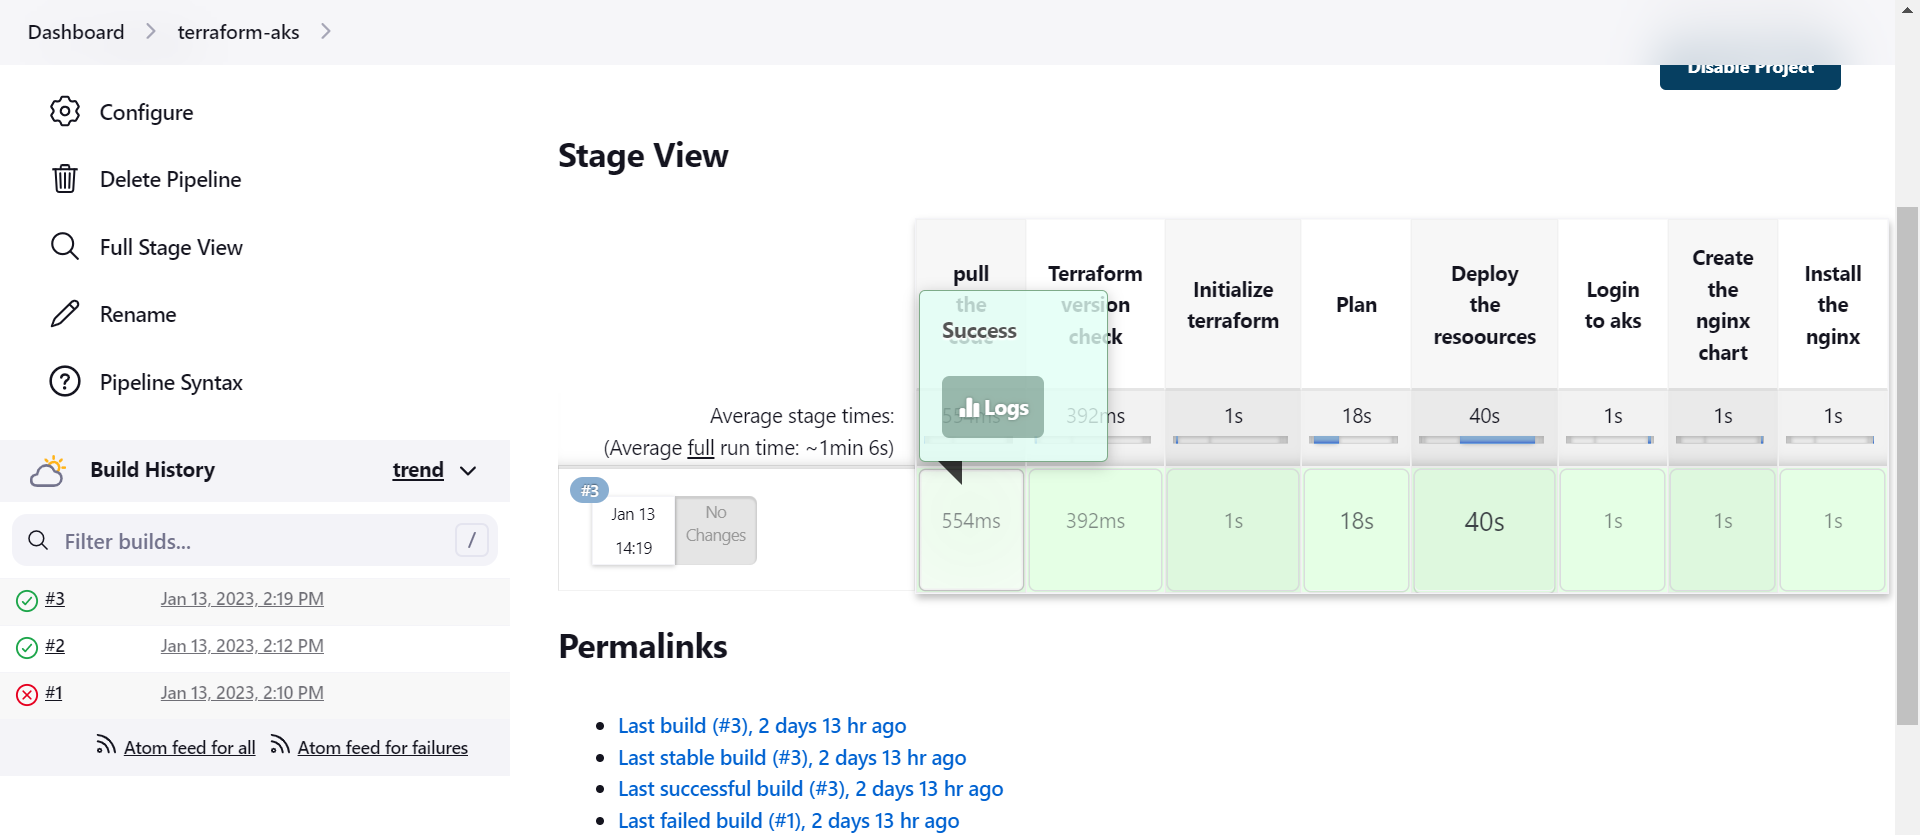 Dashboard
terraform-aks
Disable Project
Configure
Delete Pipeline
Full Stage View
Rename
Pipeline Syntax
Build History
trend
Filter builds...
/
#3
Jan 13, 2023, 2:19 PM
#2
Jan 13, 2023, 2:12 PM
#1
Jan 13, 2023, 2:10 PM
Atom feed for all
Atom feed for failures
Stage View
pull
the
code
Terraform
version
check
Initialize
terraform
Plan
Deploy
the
resoources
Login
to aks
Create
the
nginx
chart
Install
the
nginx
Success
Logs
Average stage times:
(Average full run time: ~1min 6s)
554ms
392ms
1s
18s
40s
1s
1s
1s
#3
Jan 13
14:19
No
Changes
554ms
392ms
1s
18s
40s
1s
1s
1s
Permalinks
Last build (#3), 2 days 13 hr ago
Last stable build (#3), 2 days 13 hr ago
Last successful build (#3), 2 days 13 hr ago
Last failed build (#1), 2 days 13 hr ago